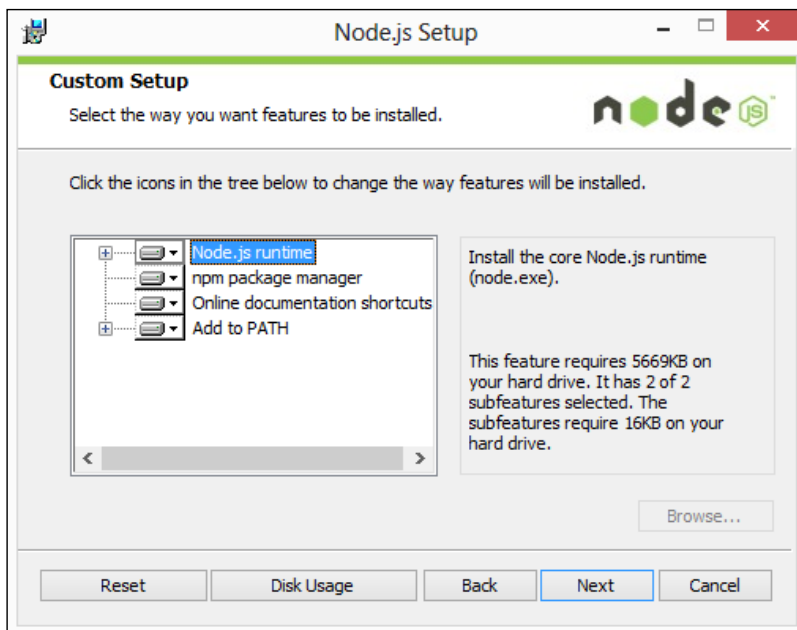 Node.js Setup
Custom Setup
Select the way you want features to be installed.
node JS ™
Click the icons in the tree below to change the way features will be installed.
Node.js runtime
npm package manager
Online documentation shortcuts
Add to PATH
Install the core Node.js runtime
(node.exe).
This feature requires 5669KB on
your hard drive. It has 2 of 2
subfeatures selected. The
subfeatures require 16KB on your
hard drive.
Browse...
Reset
Disk Usage
Back
Next
Cancel